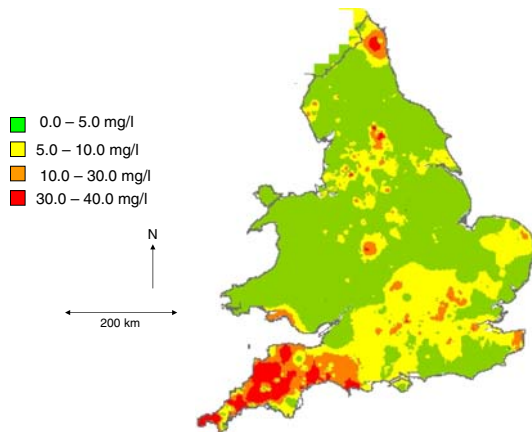 0.0 – 5.0 mg/l
5.0 – 10.0 mg/l
10.0 – 30.0 mg/l
30.0 – 40.0 mg/l
N
200 km